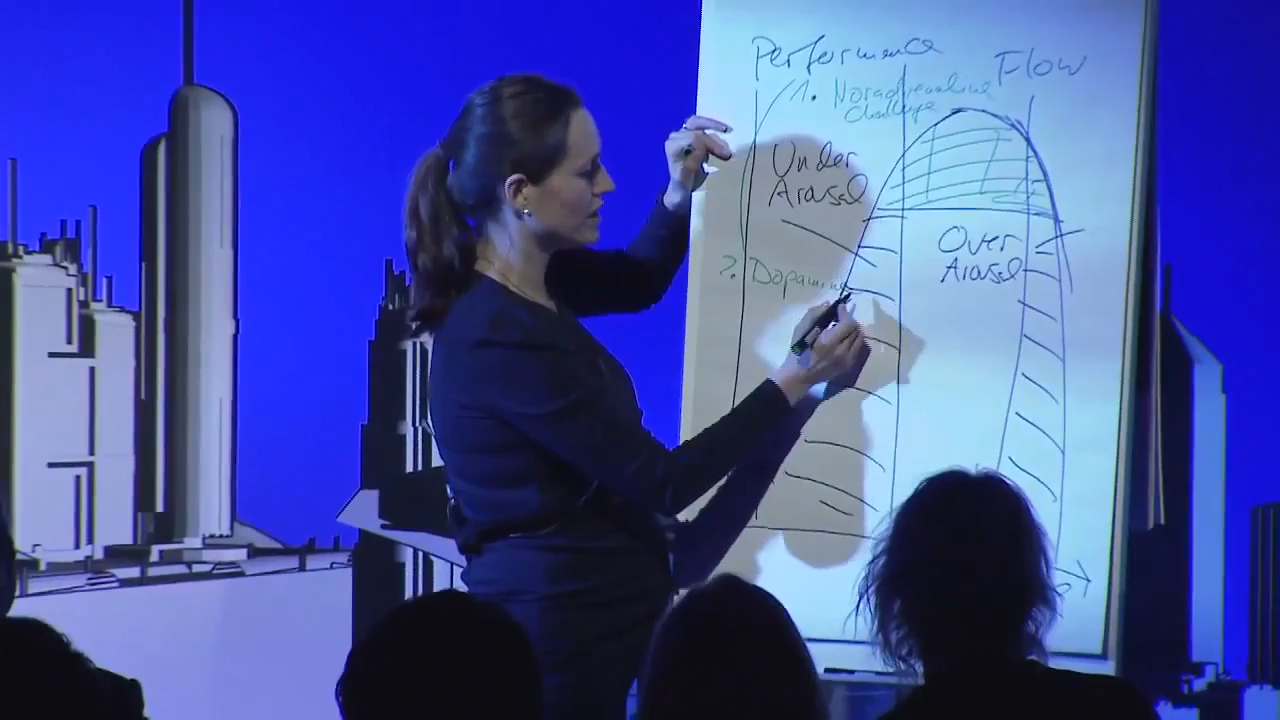 Performance
Flow
1. Noradrenaline
Challenge
Under
Arousal
Over
Arousal
2. Dopamine